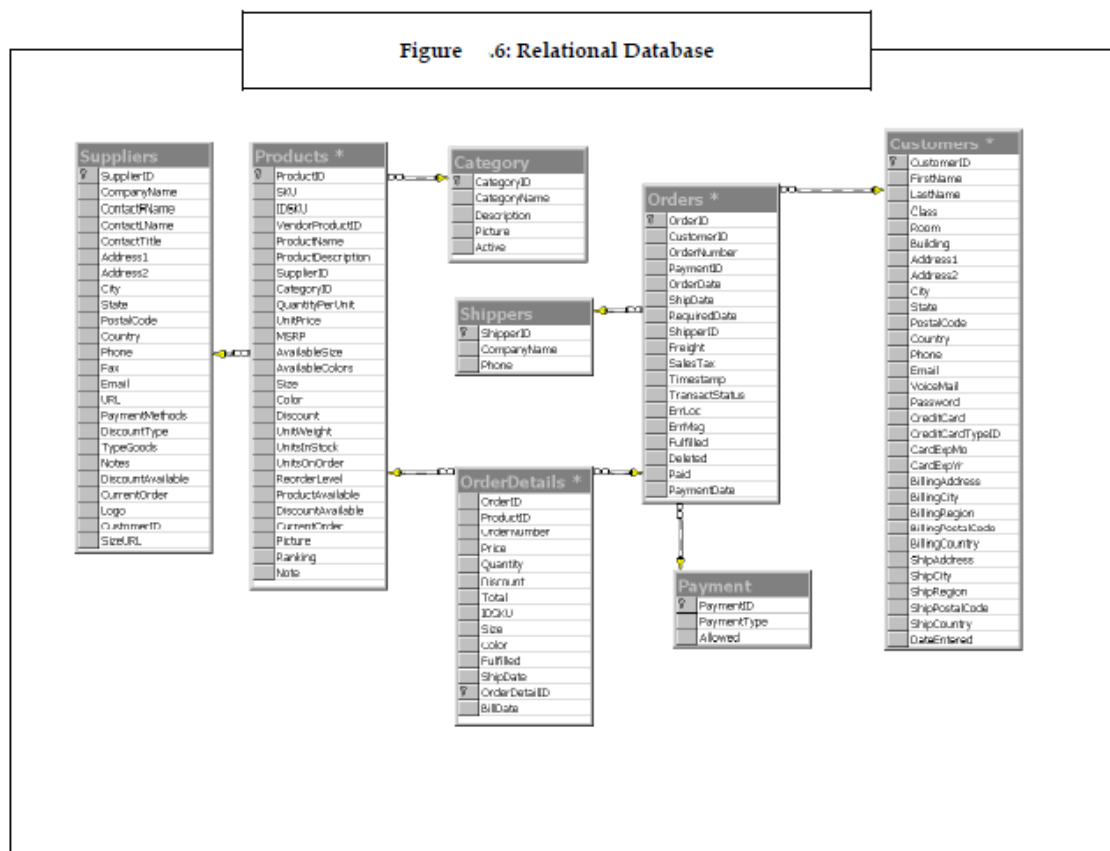 Figure .6: Relational Database
Suppliers
SupplierID
CompanyName
ContactFName
ContactLName
ContactTitle
Address1
Address2
City
State
PostalCode
Country
Phone
Fax
Email
URL
PaymentMethods
DiscountType
TypeGoods
Notes
DiscountAvailable
CurrentOrder
Logo
CustomerID
SizeURL
Products *
ProductID
SKU
IDSKU
VendorProductID
ProductName
ProductDescription
SupplierID
CategoryID
QuantityPerUnit
UnitPrice
MSRP
AvailableSize
AvailableColors
Size
Color
Discount
UnitWeight
UnitsInStock
UnitsOnOrder
ReorderLevel
ProductAvailable
DiscountAvailable
CurrentOrder
Picture
Ranking
Note
Category
CategoryID
CategoryName
Description
Picture
Active
Shippers
ShipperID
CompanyName
Phone
OrderDetails *
OrderID
ProductID
OrderNumber
Price
Quantity
Discount
Total
IDSKU
Size
Color
Fulfilled
ShipDate
OrderDetailID
BillDate
Orders *
OrderID
CustomerID
OrderNumber
PaymentID
OrderDate
ShipDate
RequiredDate
ShipperID
Freight
SalesTax
Timestamp
TransactStatus
ErrLoc
ErrMsg
Fulfilled
Deleted
Paid
PaymentDate
Payment
PaymentID
PaymentType
Allowed
Customers *
CustomerID
FirstName
LastName
Class
Room
Building
Address1
Address2
City
State
PostalCode
Country
Phone
Email
VoiceMail
Password
CreditCard
CreditCardTypeID
CardExpMo
CardExpYr
BillingAddress
BillingCity
BillingRegion
BillingPostalCode
BillingCountry
ShipAddress
ShipCity
ShipRegion
ShipPostalCode
ShipCountry
DateEntered